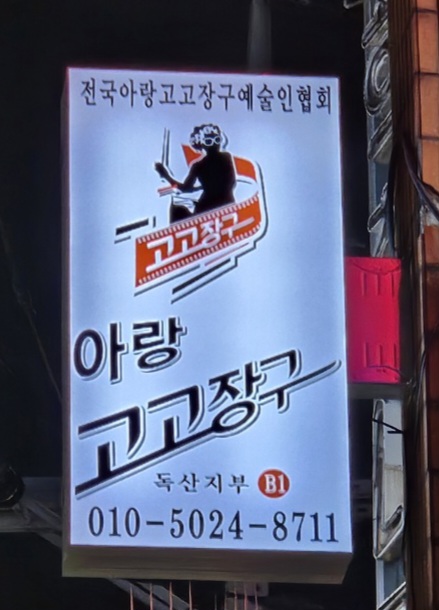 전국아랑고고장구예술인협회
고고장구
아랑
고고장구
독산지부 B1
010-5024-8711